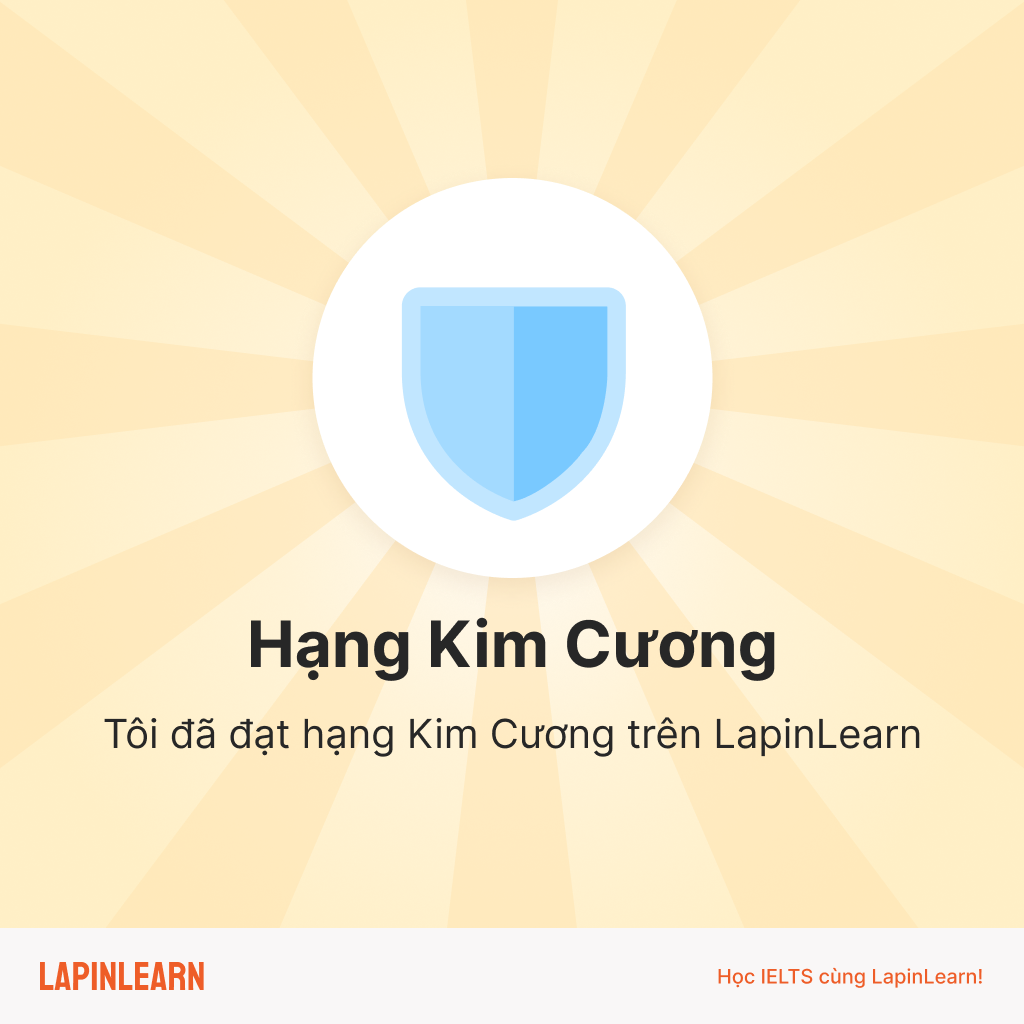 Hạng Kim Cương
Tôi đã đạt hạng Kim Cương trên LapinLearn
LAPINLEARN
Học IELTS cùng LapinLearn!